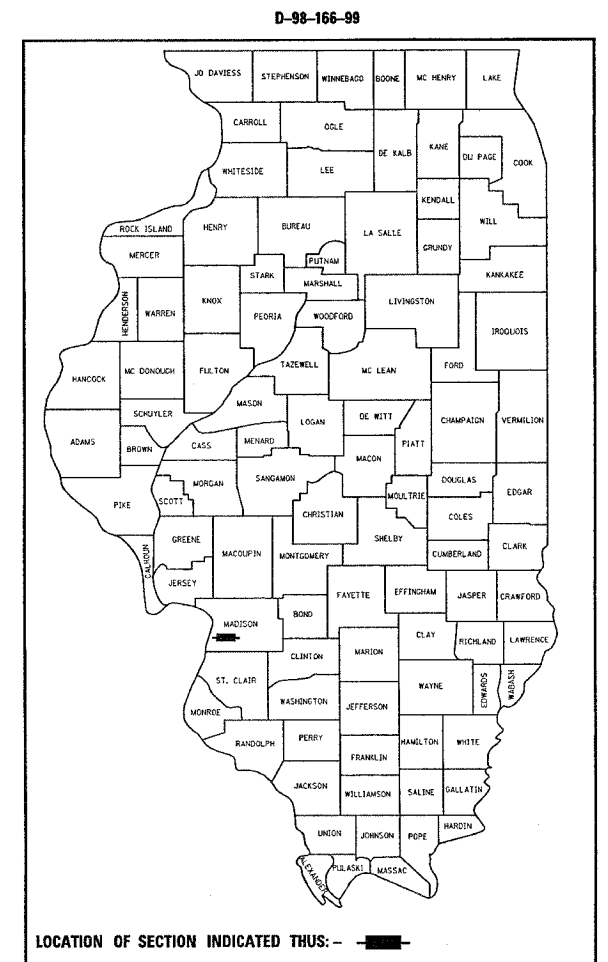 D-98-166-99
JO DAVIESS STEPHENSON WINNEBAGO BOONE MC HENRY LAKE
CARROLL OGLE
DE KALB KANE DU PAGE COOK
WHITESIDE LEE
KENDALL
ROCK ISLAND HENRY BUREAU LA SALLE GRUNDY WILL
MERCER
PUTNAM
STARK MARSHALL KANKAKEE
HENDERSON WARREN KNOX PEORIA WOODFORD LIVINGSTON IROQUOIS
HANCOCK MC DONOUGH FULTON TAZEWELL MC LEAN FORD
MASON
SCHUYLER LOGAN DE WITT CHAMPAIGN VERMILION
ADAMS BROWN CASS MENARD PIATT
MACON
MORGAN SANGAMON DOUGLAS
PIKE SCOTT MOULTRIE EDGAR
CHRISTIAN COLES
GREENE MACOUPIN MONTGOMERY SHELBY
CALHOUN CUMBERLAND CLARK
JERSEY
FAYETTE EFFINGHAM JASPER CRAWFORD
MADISON BOND
CLAY RICHLAND LAWRENCE
CLINTON MARION
ST. CLAIR WAYNE EDWARDS WABASH
WASHINGTON JEFFERSON
MONROE
RANDOLPH PERRY HAMILTON WHITE
FRANKLIN
JACKSON WILLIAMSON SALINE GALLATIN
UNION JOHNSON POPE HARDIN
ALEXANDER PULASKI MASSAC
LOCATION OF SECTION INDICATED THUS: -